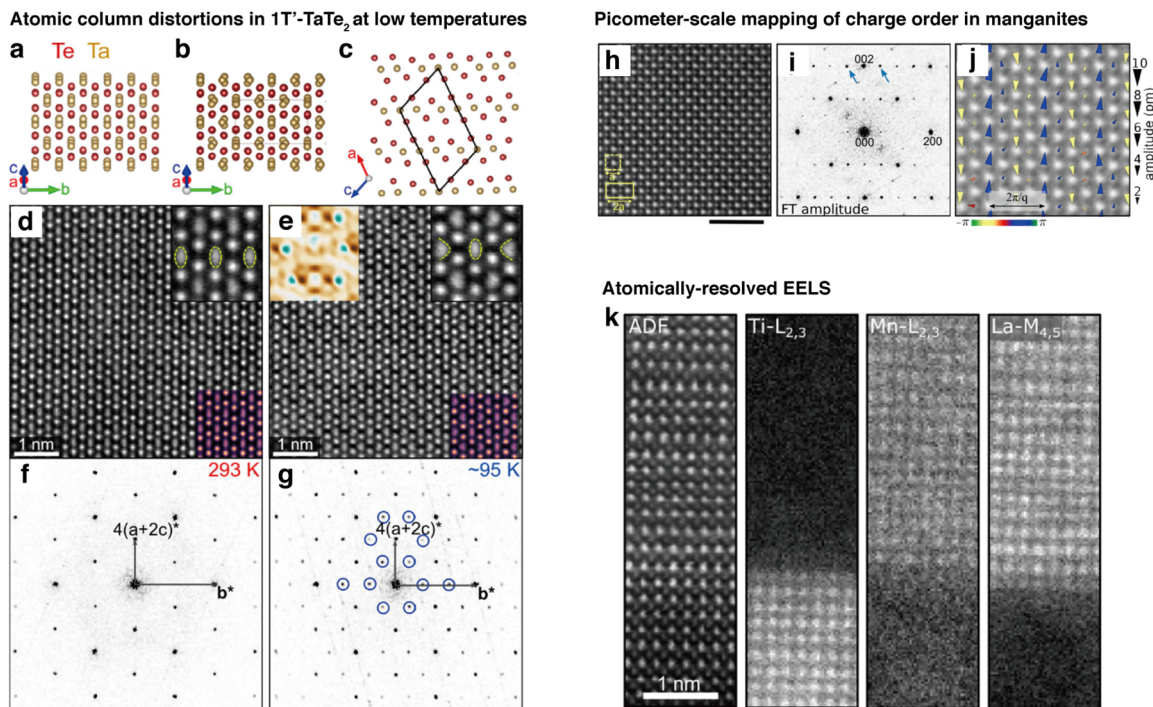 Atomic column distortions in 1T’-TaTe2 at low temperatures
a Te Ta
b
c
c
a
b
c
a
b
a
c
d
1 nm
e
1 nm
f
293 K
4(a+2c)*
b*
g
~95 K
4(a+2c)*
b*
Picometer-scale mapping of charge order in manganites
h
a
2a
i
002
000
200
FT amplitude
j
10
8
6
4
2
amplitude (pm)
2π/q
-π
π
Atomically-resolved EELS
k
ADF
Ti-L2,3
Mn-L2,3
La-M4,5
1 nm